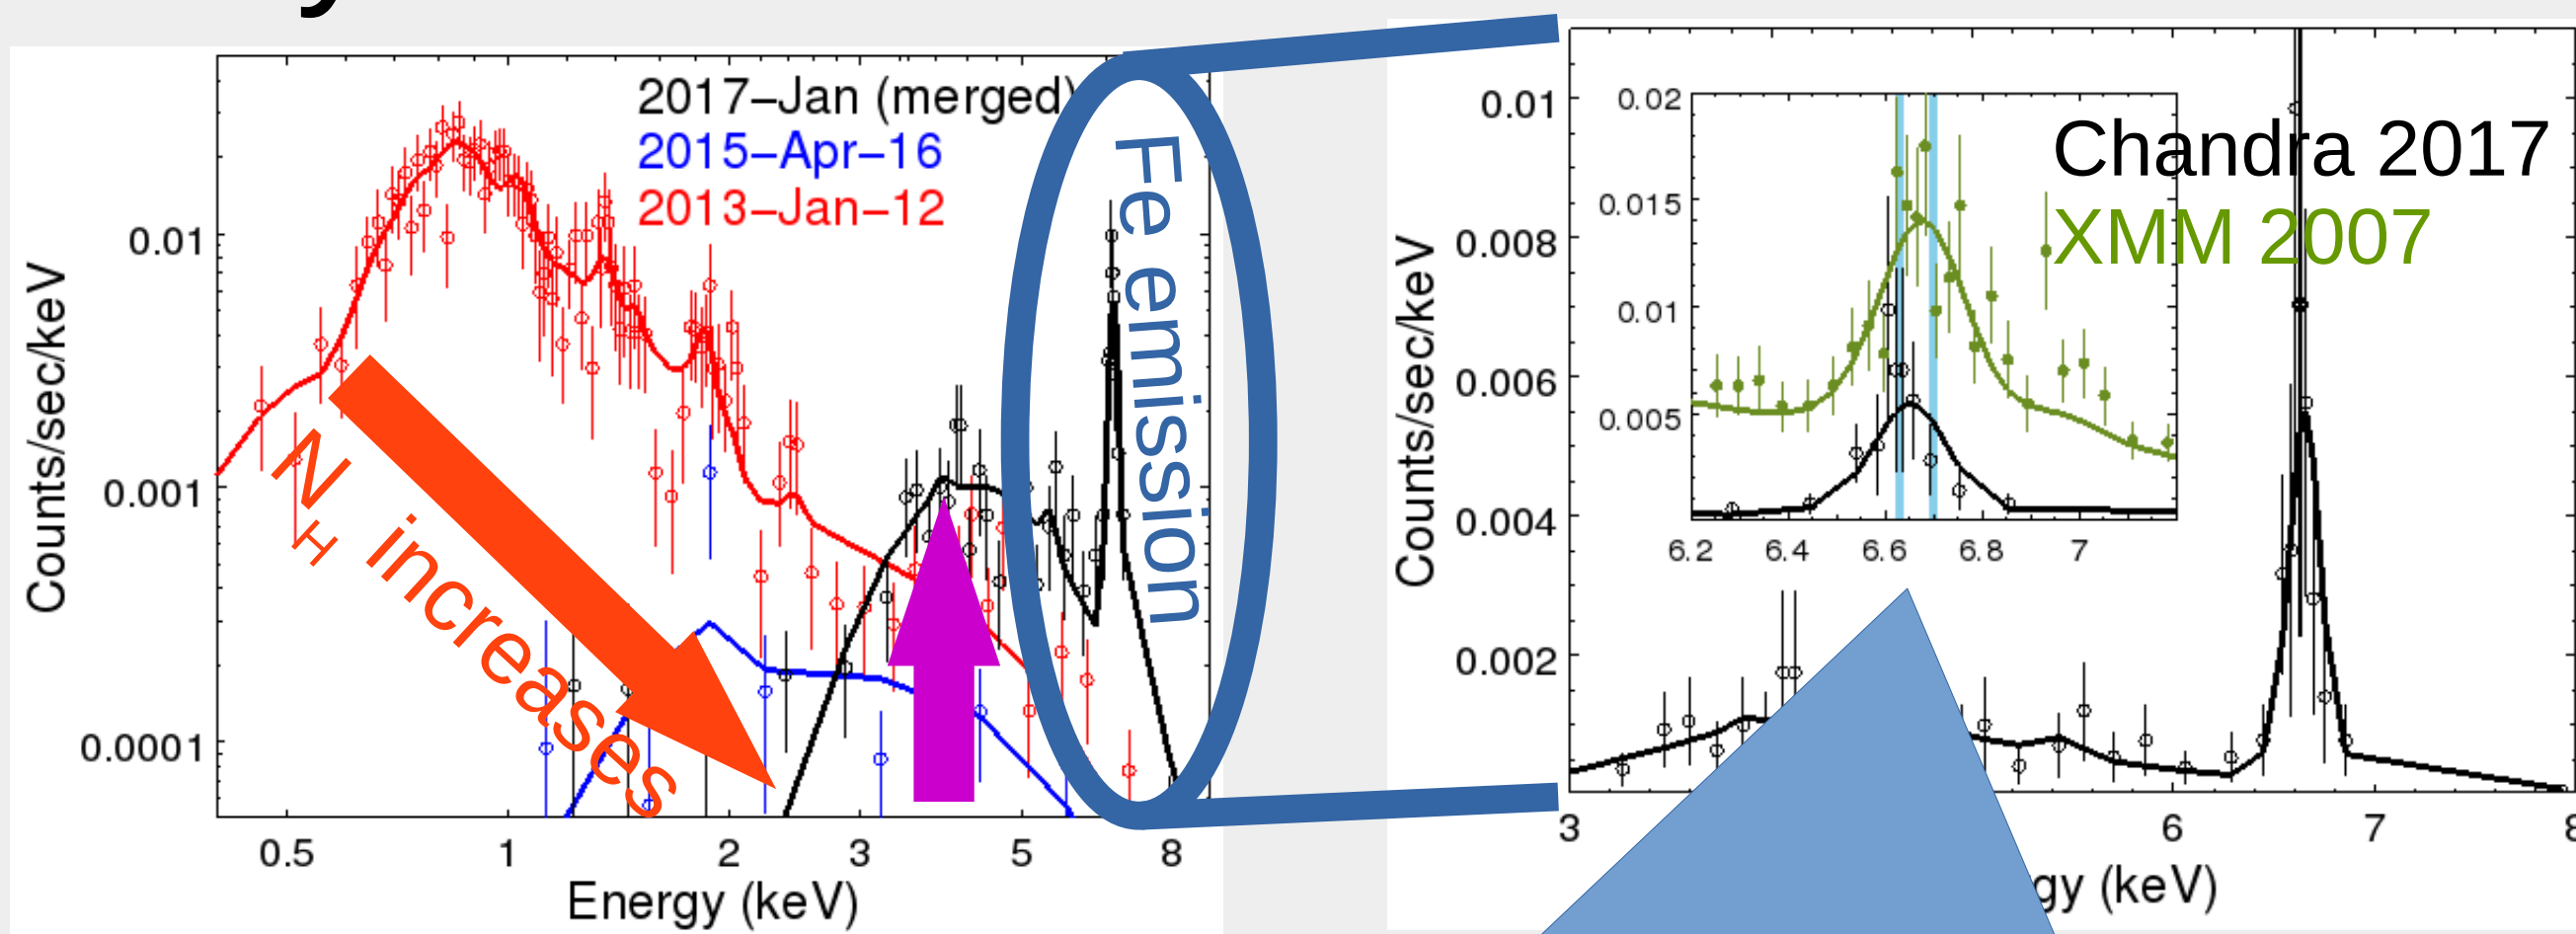 2017–Jan (merged)
2015–Apr–16
2013–Jan–12
Counts/sec/keV
0.01
0.001
0.0001
N
H
increases
Fe emission
0.5 1 2 3 5 8
Energy (keV)
Chandra 2017
XMM 2007
Counts/sec/keV
0.01
0.008
0.006
0.004
0.002
0.02
0.015
0.01
0.005
6.2 6.4 6.6 6.8 7
3 6 7 8
gy (keV)